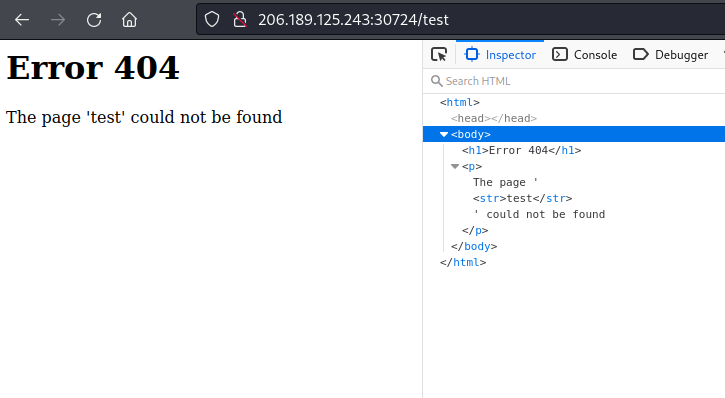 206.189.125.243:30724/test
Error 404
The page 'test' could not be found
Inspector Console Debugger
Search HTML
<html>
<head></head>
<body>
<h1>Error 404</h1>
<p>
The page '
<str>test</str>
' could not be found
</p>
</body>
</html>